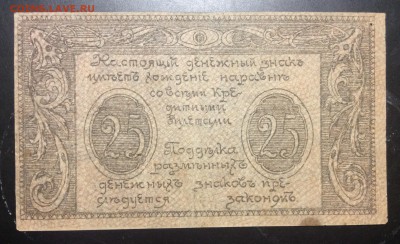 Настоящій денежный знакъ
имѣетъ хожденіе наравнѣ
со всѣми кре-
дитными
билетами
25 25
Поддѣлка
размѣнныхъ
денежныхъ знаковъ пре-
слѣдуется закономъ